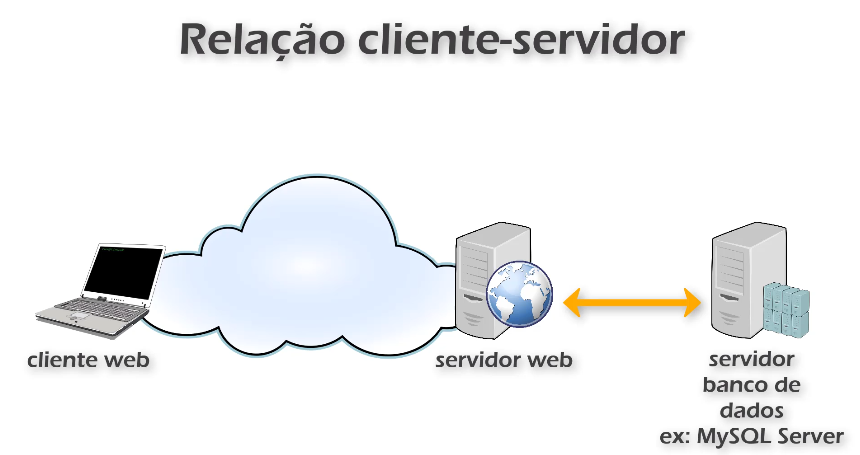 Relação cliente-servidor
cliente web
servidor web
servidor
banco de
dados
ex: MySQL Server